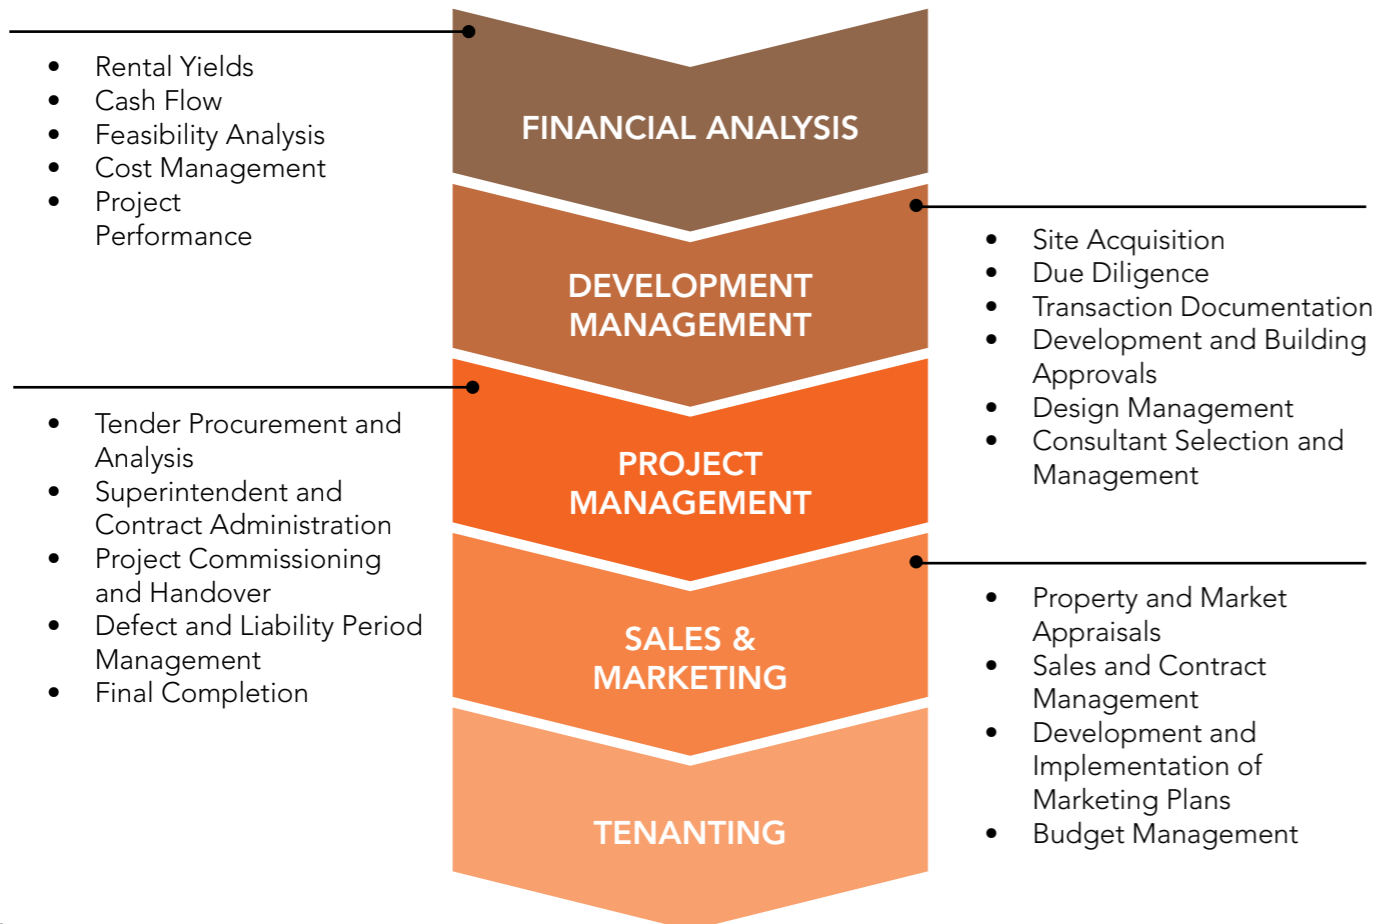 FINANCIAL ANALYSIS
• Rental Yields
• Cash Flow
• Feasibility Analysis
• Cost Management
• Project
Performance
DEVELOPMENT
MANAGEMENT
• Site Acquisition
• Due Diligence
• Transaction Documentation
• Development and Building
Approvals
• Design Management
• Consultant Selection and
Management
PROJECT
MANAGEMENT
• Tender Procurement and
Analysis
• Superintendent and
Contract Administration
• Project Commissioning
and Handover
• Defect and Liability Period
Management
• Final Completion
SALES &
MARKETING
• Property and Market
Appraisals
• Sales and Contract
Management
• Development and
Implementation of
Marketing Plans
• Budget Management
TENANTING